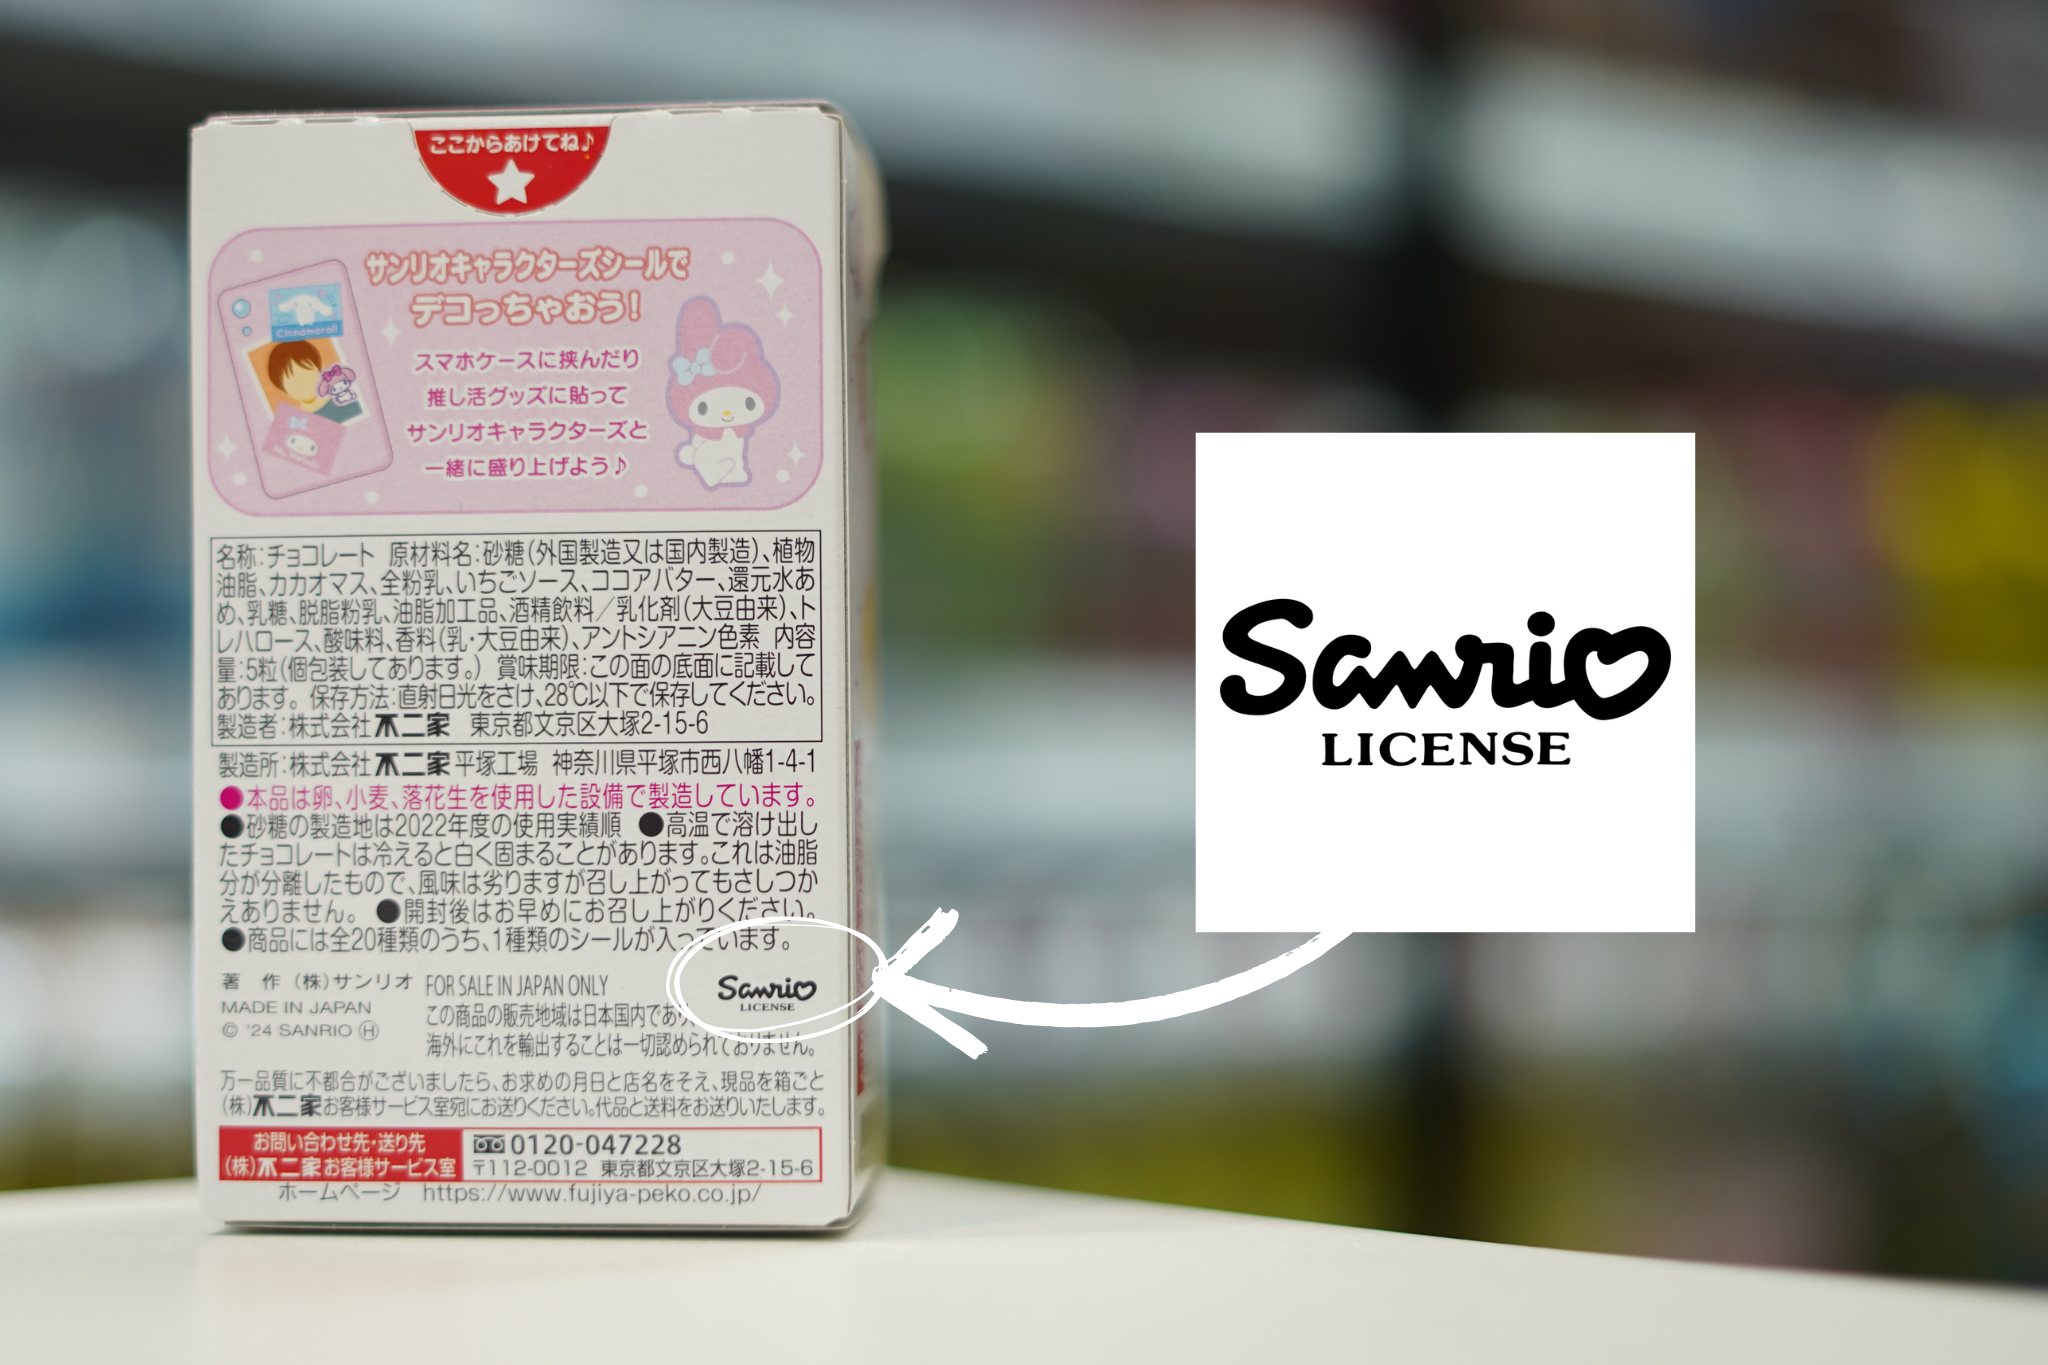 ここからあけてね♪
サンリオキャラクターズシールで
デコっちゃおう!
Cinnamoroll
スマホケースに挟んだり
推し活グッズに貼って
サンリオキャラクターズと
一緒に盛り上げよう♪
My Melody
名称:チョコレート 原材料名:砂糖(外国製造又は国内製造)、植物
油脂、カカオマス、全粉乳、いちごソース、ココアバター、還元水あ
め、乳糖、脱脂粉乳、油脂加工品、酒精飲料/乳化剤(大豆由来)、ト
レハロース、酸味料、香料(乳・大豆由来)、アントシアニン色素 内容
量:5粒(個包装してあります。) 賞味期限:この面の底面に記載して
あります。 保存方法:直射日光をさけ、28℃以下で保存してください。
製造者:株式会社不二家 東京都文京区大塚2-15-6
製造所:株式会社不二家平塚工場 神奈川県平塚市西八幡1-4-1
●本品は卵、小麦、落花生を使用した設備で製造しています。
●砂糖の製造地は2022年度の使用実績順 ●高温で溶け出し
たチョコレートは冷えると白く固まることがあります。これは油脂
分が分離したもので、風味は劣りますが召し上がってもさしつか
えありません。 ●開封後はお早めにお召し上がりください。
●商品には全20種類のうち、1種類のシールが入っています。
著 作 (株)サンリオ
MADE IN JAPAN
© '24 SANRIO Ⓗ
FOR SALE IN JAPAN ONLY
この商品の販売地域は日本国内であり、
海外にこれを輸出することは一切認められておりません。
Sanrio
LICENSE
万一品質に不都合がございましたら、お求めの月日と店名をそえ、現品を箱ごと
(株)不二家お客様サービス室宛にお送りください。代品と送料をお送りいたします。
お問い合わせ先・送り先
(株)不二家お客様サービス室
0120-047228
〒112-0012 東京都文京区大塚2-15-6
ホームページ https://www.fujiya-peko.co.jp/
Sanrio
LICENSE